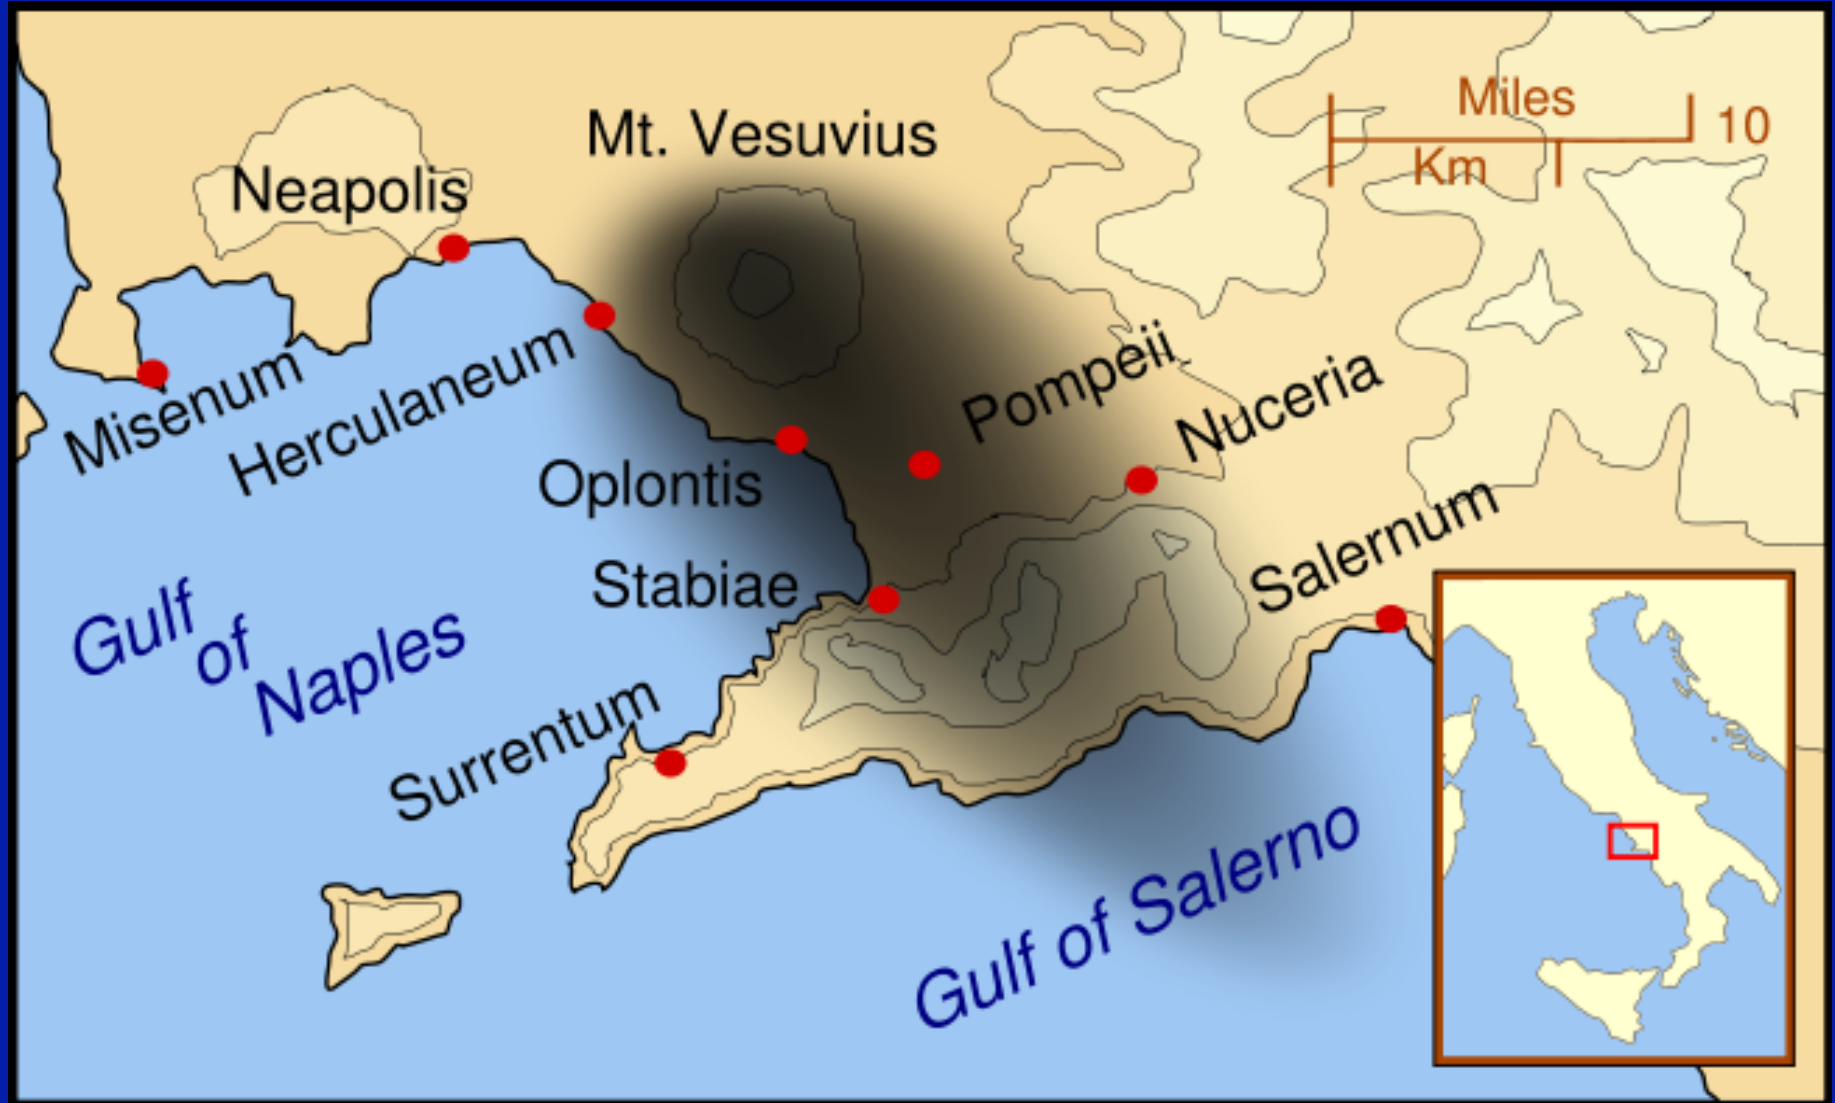 Miles
10
Km
Mt. Vesuvius
Neapolis
Misenum
Herculaneum
Pompeii
Nuceria
Oplontis
Salernum
Stabiae
Gulf
of
Naples
Surrentum
Gulf of Salerno